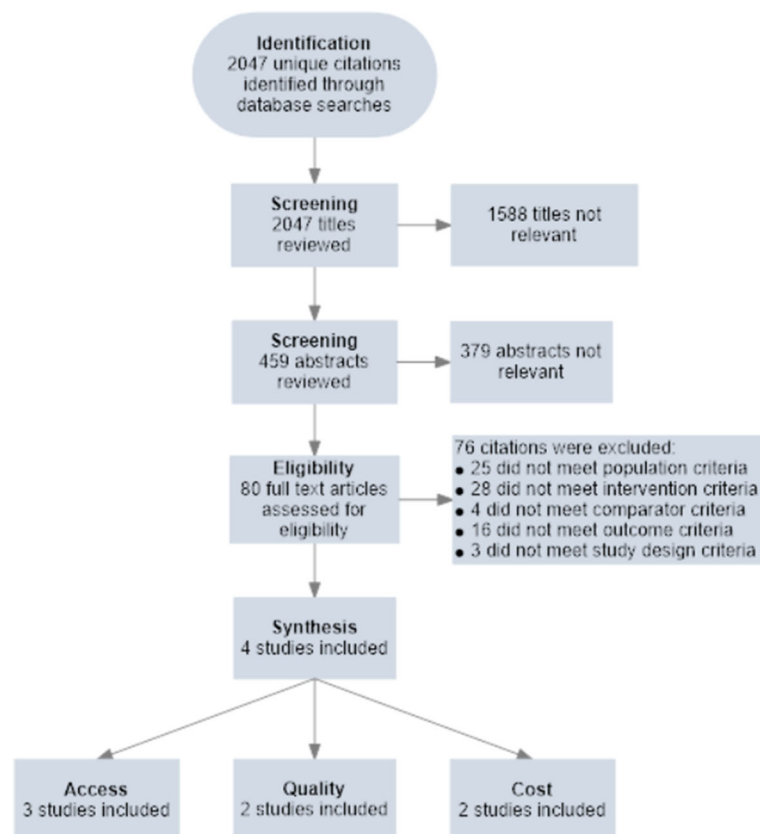 Identification
2047 unique citations
identified through
database searches
Screening
2047 titles
reviewed
1588 titles not
relevant
Screening
459 abstracts
reviewed
379 abstracts not
relevant
Eligibility
80 full text articles
assessed for
eligibility
76 citations were excluded:
● 25 did not meet population criteria
● 28 did not meet intervention criteria
● 4 did not meet comparator criteria
● 16 did not meet outcome criteria
● 3 did not meet study design criteria
Synthesis
4 studies included
Access
3 studies included
Quality
2 studies included
Cost
2 studies included